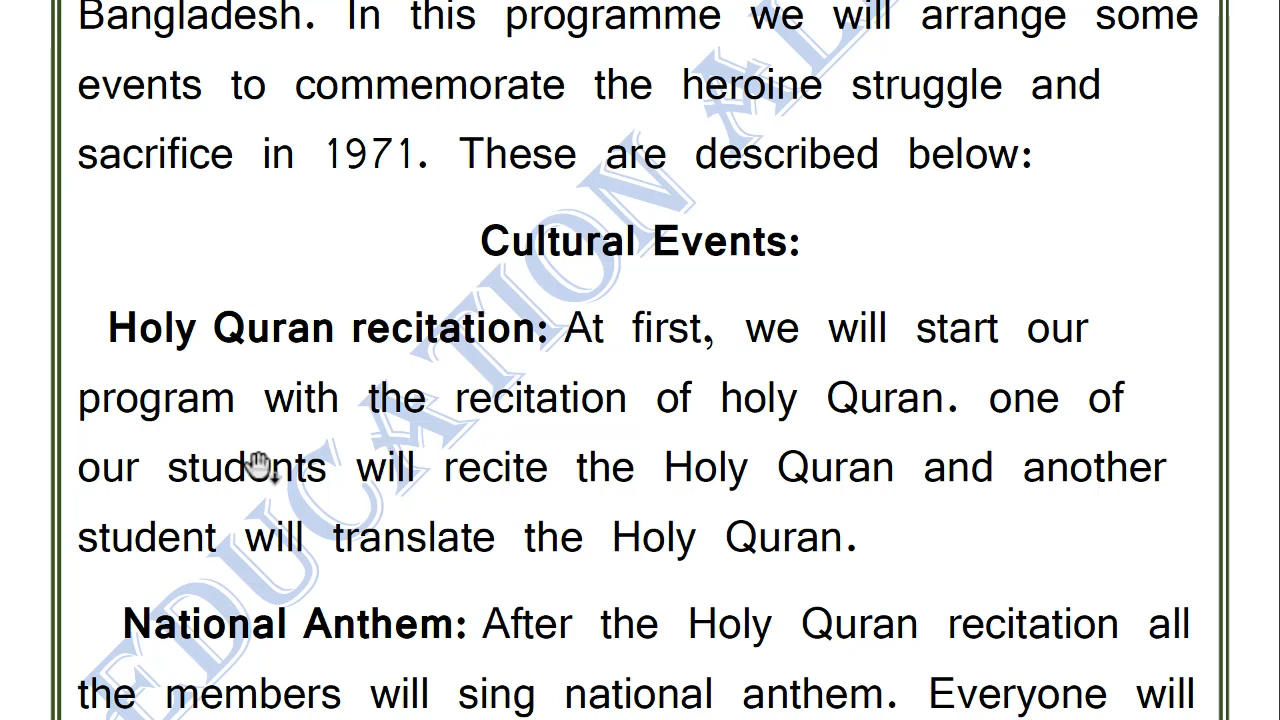 Bangladesh. In this programme we will arrange some
events to commemorate the heroine struggle and
sacrifice in 1971. These are described below:
Cultural Events:
Holy Quran recitation: At first, we will start our
program with the recitation of holy Quran. one of
our students will recite the Holy Quran and another
student will translate the Holy Quran.
National Anthem: After the Holy Quran recitation all
the members will sing national anthem. Everyone will
EDUCATION